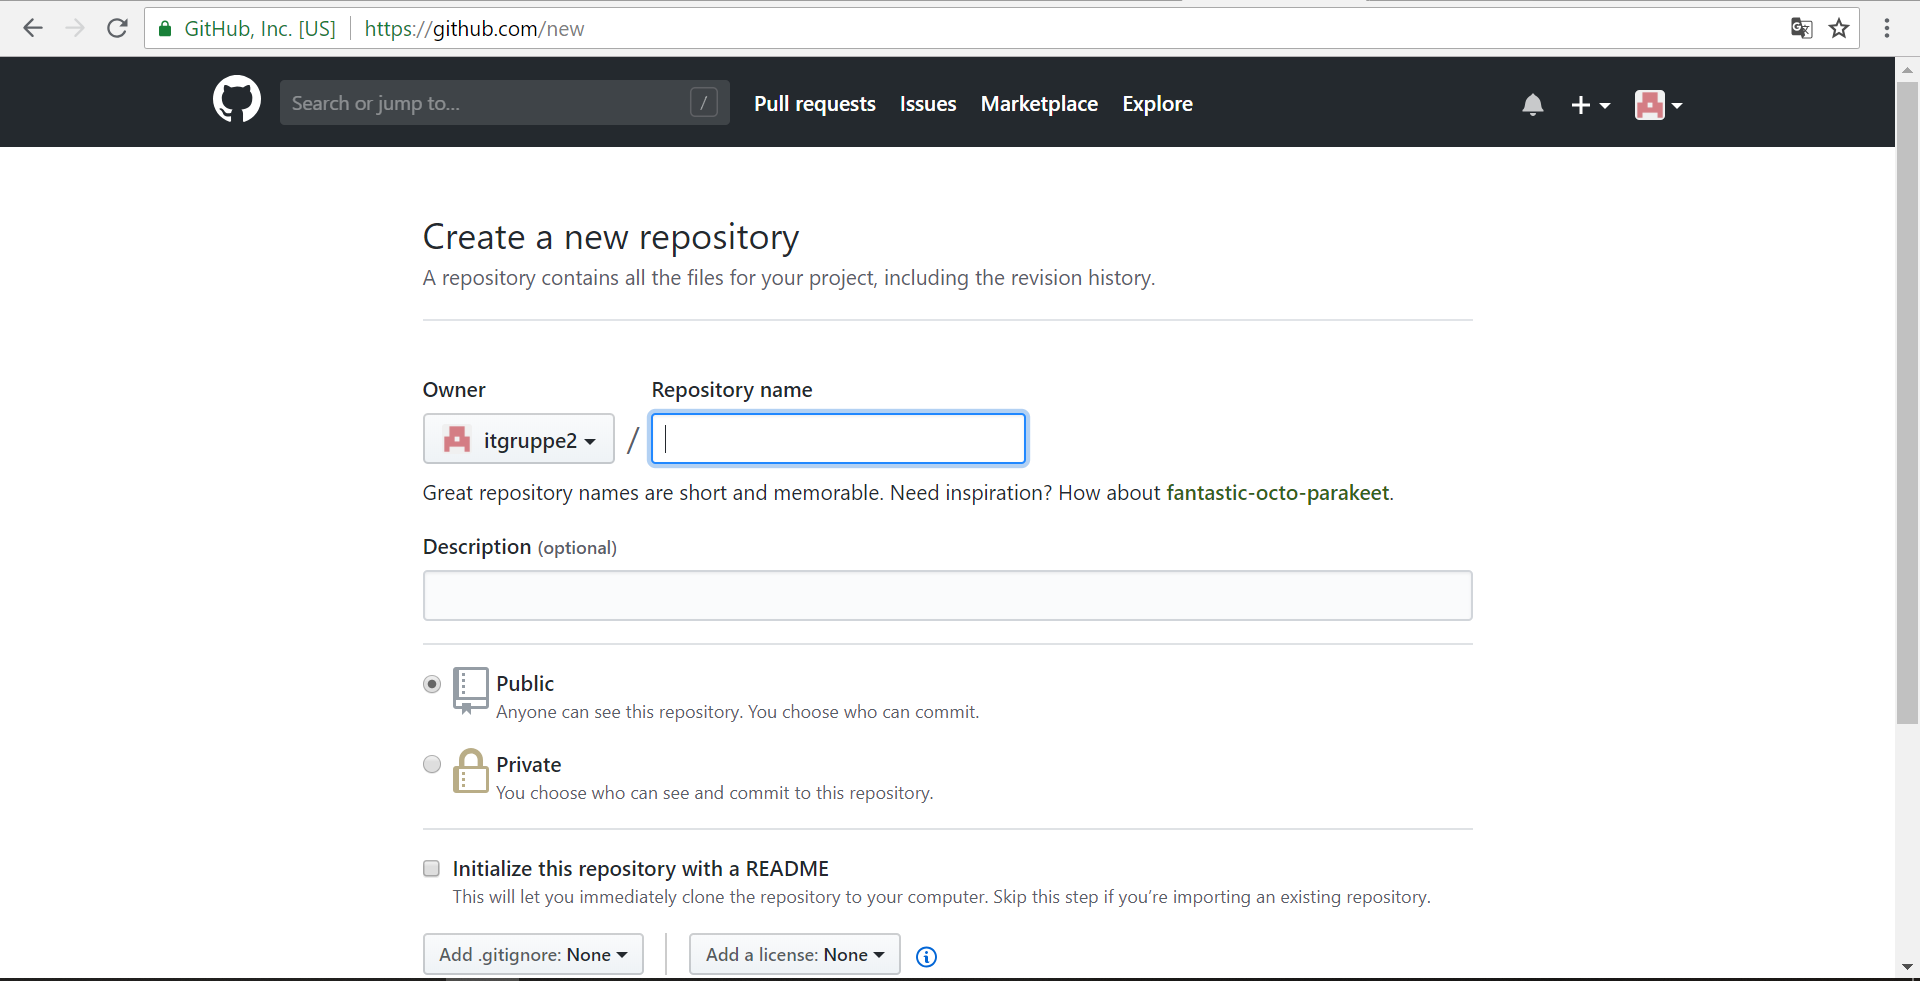 GitHub, Inc. [US] https://github.com/new
Search or jump to... / Pull requests Issues Marketplace Explore
Create a new repository
A repository contains all the files for your project, including the revision history.
Owner Repository name
itgruppe2 /
Great repository names are short and memorable. Need inspiration? How about fantastic-octo-parakeet.
Description (optional)
Public
Anyone can see this repository. You choose who can commit.
Private
You choose who can see and commit to this repository.
Initialize this repository with a README
This will let you immediately clone the repository to your computer. Skip this step if you’re importing an existing repository.
Add .gitignore: None Add a license: None